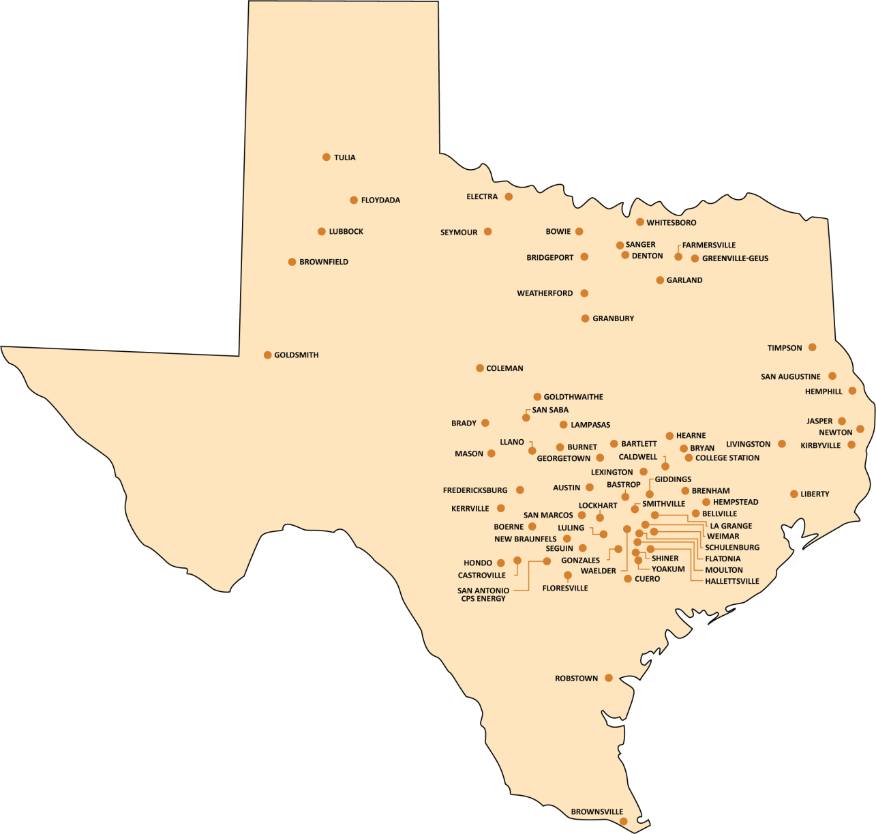 TULIA
FLOYDADA
ELECTRA
WHITESBORO
LUBBOCK
SEYMOUR
BOWIE
SANGER
FARMERSVILLE
BRIDGEPORT
DENTON
GREENVILLE-GEUS
BROWNFIELD
GARLAND
WEATHERFORD
GRANBURY
TIMPSON
GOLDSMITH
COLEMAN
SAN AUGUSTINE
HEMPHILL
GOLDTHWAITHE
SAN SABA
BRADY
LAMPASAS
JASPER
NEWTON
HEARNE
LLANO
BURNET
BARTLETT
BRYAN
LIVINGSTON
KIRBYVILLE
MASON
GEORGETOWN
CALDWELL
COLLEGE STATION
LEXINGTON
GIDDINGS
FREDERICKSBURG
AUSTIN
BASTROP
BRENHAM
LIBERTY
KERRVILLE
LOCKHART
SMITHVILLE
HEMPSTEAD
SAN MARCOS
BELLVILLE
BOERNE
LULING
LA GRANGE
NEW BRAUNFELS
WEIMAR
SEGUIN
SCHULENBURG
HONDO
GONZALES
SHINER
FLATONIA
CASTROVILLE
WAELDER
YOAKUM
MOULTON
CUERO
HALLETTSVILLE
SAN ANTONIO
CPS ENERGY
FLORESVILLE
ROBSTOWN
BROWNSVILLE